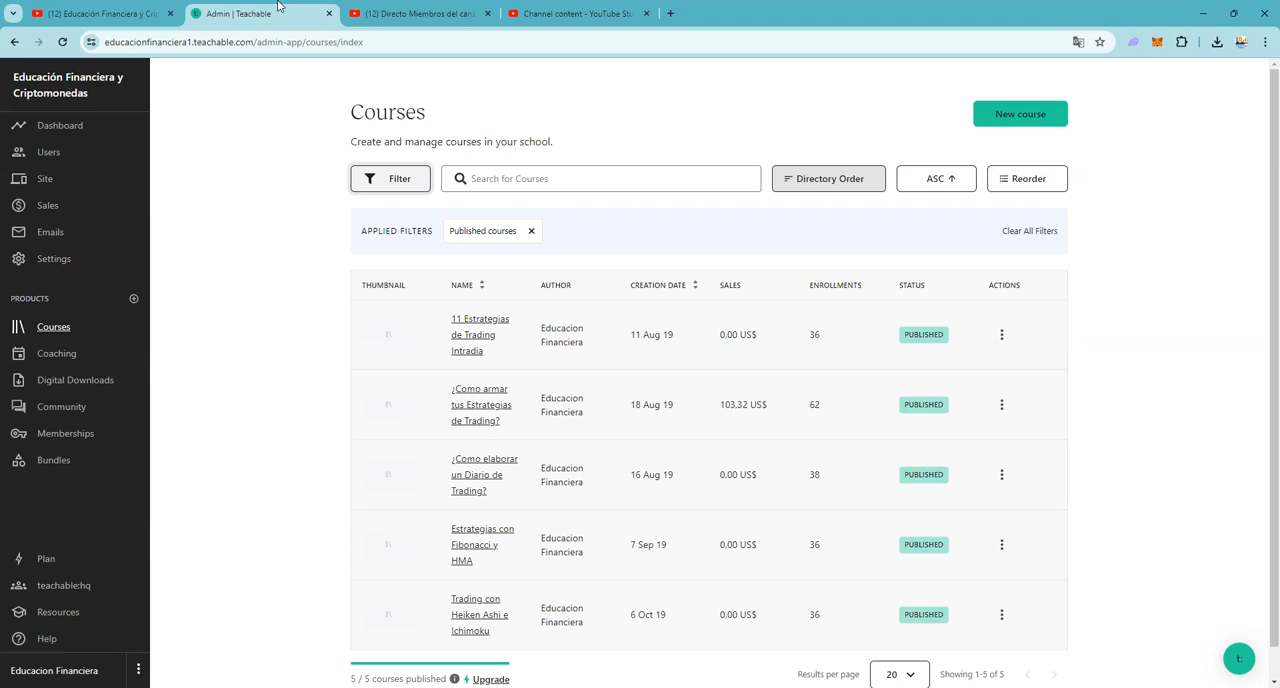 (12) Educación Financiera y Crip
Admin | Teachable
(12) Directo Miembros del cana
Channel content - YouTube Stu
educacionfinanciera1.teachable.com/admin-app/courses/index
Educación Financiera y
Criptomonedas
Dashboard
Users
Site
Sales
Emails
Settings
PRODUCTS
Courses
Coaching
Digital Downloads
Community
Memberships
Bundles
Plan
teachable:hq
Resources
Help
Educacion Financiera
Courses
New course
Create and manage courses in your school.
Filter
Search for Courses
Directory Order
ASC
Reorder
APPLIED FILTERS
Published courses
Clear All Filters
THUMBNAIL NAME AUTHOR CREATION DATE SALES ENROLLMENTS STATUS ACTIONS
11 Estrategias
de Trading
Intradia
Educacion
Financiera
11 Aug 19
0,00 US$
36
PUBLISHED
¿Como armar
tus Estrategias
de Trading?
Educacion
Financiera
18 Aug 19
103,32 US$
62
PUBLISHED
¿Como elaborar
un Diario de
Trading?
Educacion
Financiera
16 Aug 19
0,00 US$
38
PUBLISHED
Estrategias con
Fibonacci y
HMA
Educacion
Financiera
7 Sep 19
0,00 US$
36
PUBLISHED
Trading con
Heiken Ashi e
Ichimoku
Educacion
Financiera
6 Oct 19
0,00 US$
36
PUBLISHED
5 / 5 courses published
Upgrade
Results per page
20
Showing 1-5 of 5
t: